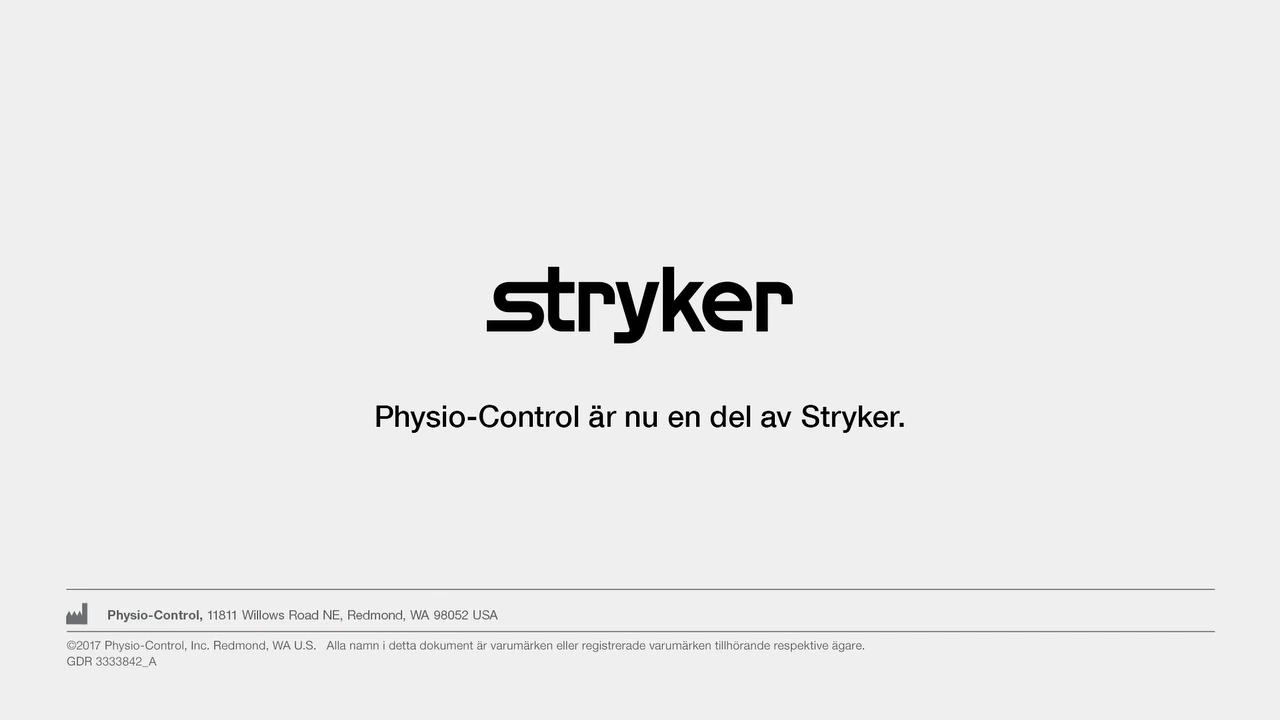 stryker
Physio-Control är nu en del av Stryker.
Physio-Control, 11811 Willows Road NE, Redmond, WA 98052 USA
©2017 Physio-Control, Inc. Redmond, WA U.S. Alla namn i detta dokument är varumärken eller registrerade varumärken tillhörande respektive ägare.
GDR 3333842_A